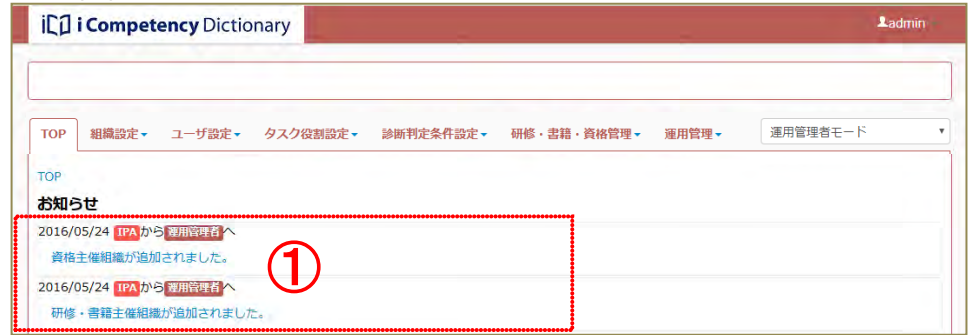 iCD i Competency Dictionary
admin
TOP 組織設定 ユーザ設定 タスク役割設定 診断判定条件設定 研修・書籍・資格管理 運用管理 運用管理者モード
TOP
お知らせ
2016/05/24 IPAから運用管理者へ
資格主催組織が追加されました。
①
2016/05/24 IPAから運用管理者へ
研修・書籍主催組織が追加されました。